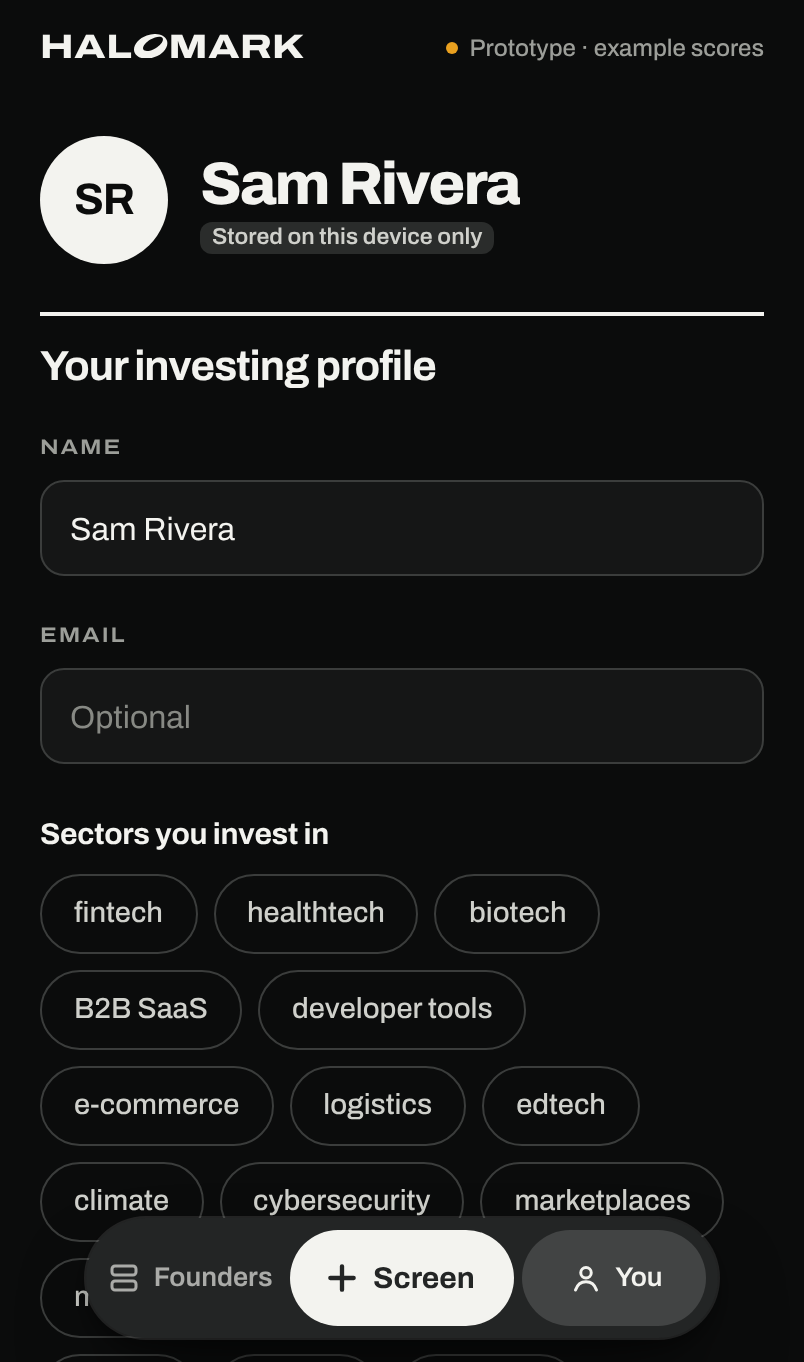 HALOMARK
Prototype · example scores
SR
Sam Rivera
Stored on this device only
Your investing profile
NAME
Sam Rivera
EMAIL
Optional
Sectors you invest in
fintech healthtech biotech
B2B SaaS developer tools
e-commerce logistics edtech
climate cybersecurity marketplaces
Founders Screen You